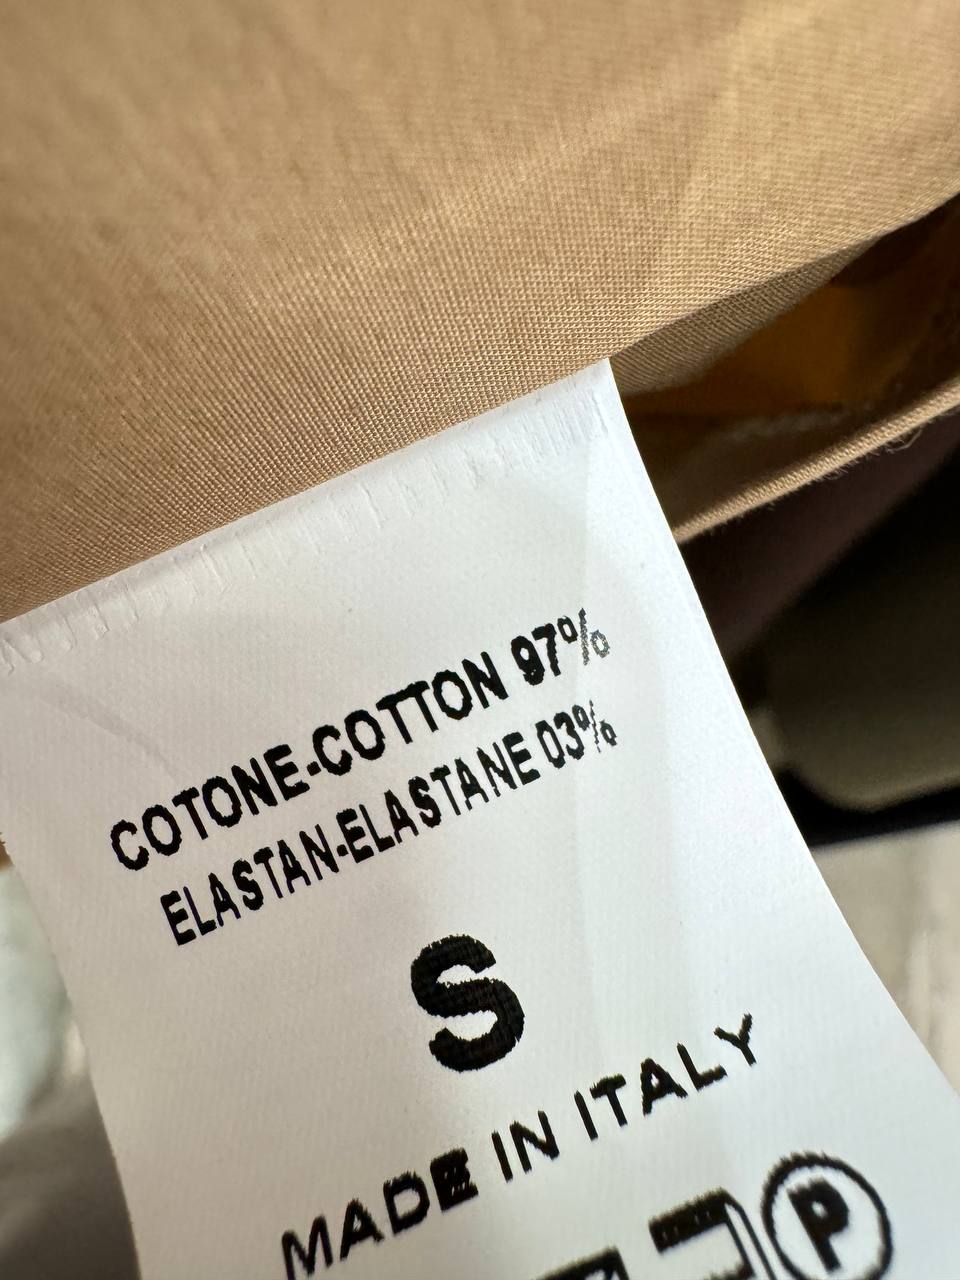 COTONE-COTTON 97%
ELASTAN-ELASTANE 03%
S
MADE IN ITALY
P